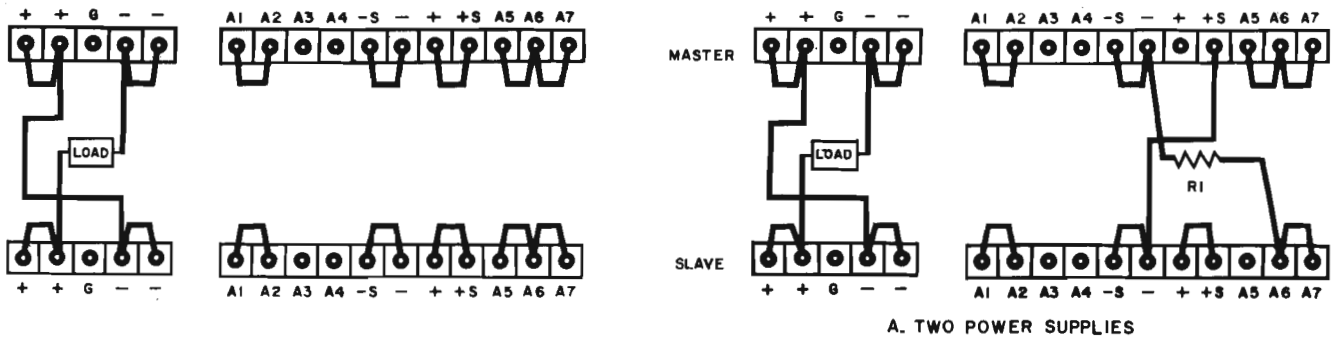 + + G - -
A1 A2 A3 A4 -S - + +S A5 A6 A7
LOAD
+ + G - -
A1 A2 A3 A4 -S - + +S A5 A6 A7
MASTER
+ + G - -
A1 A2 A3 A4 -S - + +S A5 A6 A7
LOAD
R1
SLAVE
+ + G - -
A1 A2 A3 A4 -S - + +S A5 A6 A7
A. TWO POWER SUPPLIES